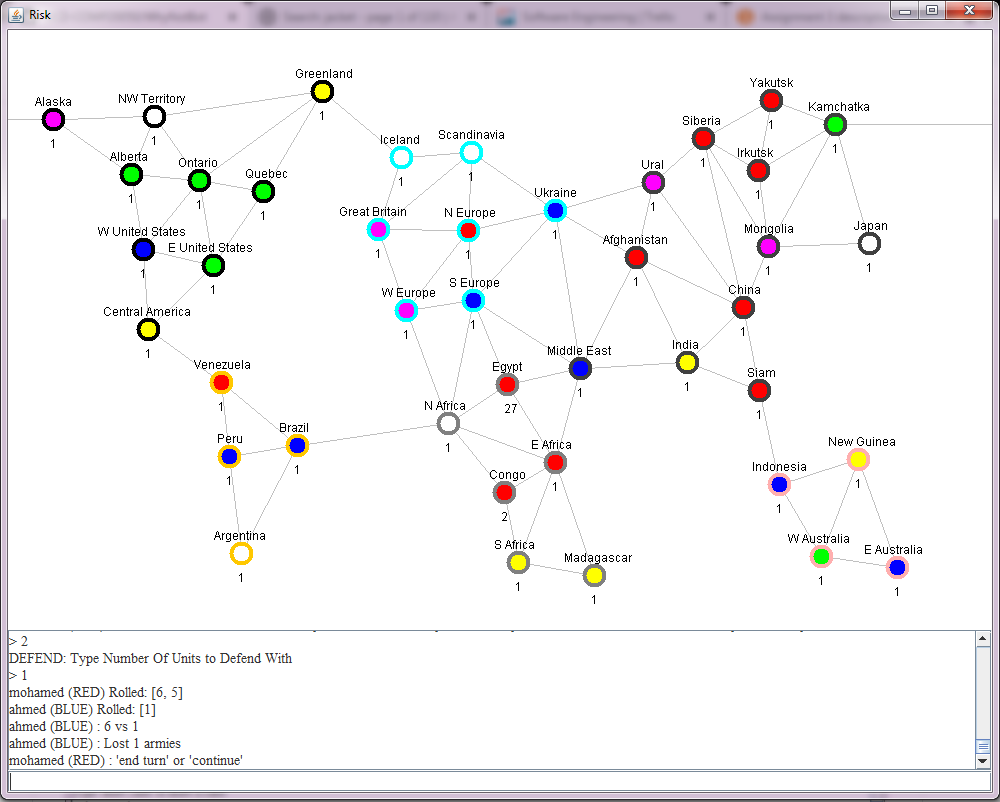 Risk
Greenland
1
Alaska
1
NW Territory
1
Alberta
1
Ontario
1
Quebec
1
W United States
1
E United States
1
Central America
1
Venezuela
1
Peru
1
Brazil
1
Argentina
1
Iceland
1
Scandinavia
1
Great Britain
1
N Europe
1
Ukraine
1
W Europe
1
S Europe
1
Yakutsk
1
Siberia
1
Kamchatka
1
Irkutsk
1
Ural
1
Afghanistan
1
Mongolia
1
Japan
1
China
1
Middle East
1
India
1
Siam
1
Egypt
27
N Africa
1
E Africa
1
Congo
2
S Africa
1
Madagascar
1
Indonesia
1
New Guinea
1
W Australia
1
E Australia
1
> 2
DEFEND: Type Number Of Units to Defend With
> 1
mohamed (RED) Rolled: [6, 5]
ahmed (BLUE) Rolled: [1]
ahmed (BLUE) : 6 vs 1
ahmed (BLUE) : Lost 1 armies
mohamed (RED) : 'end turn' or 'continue'